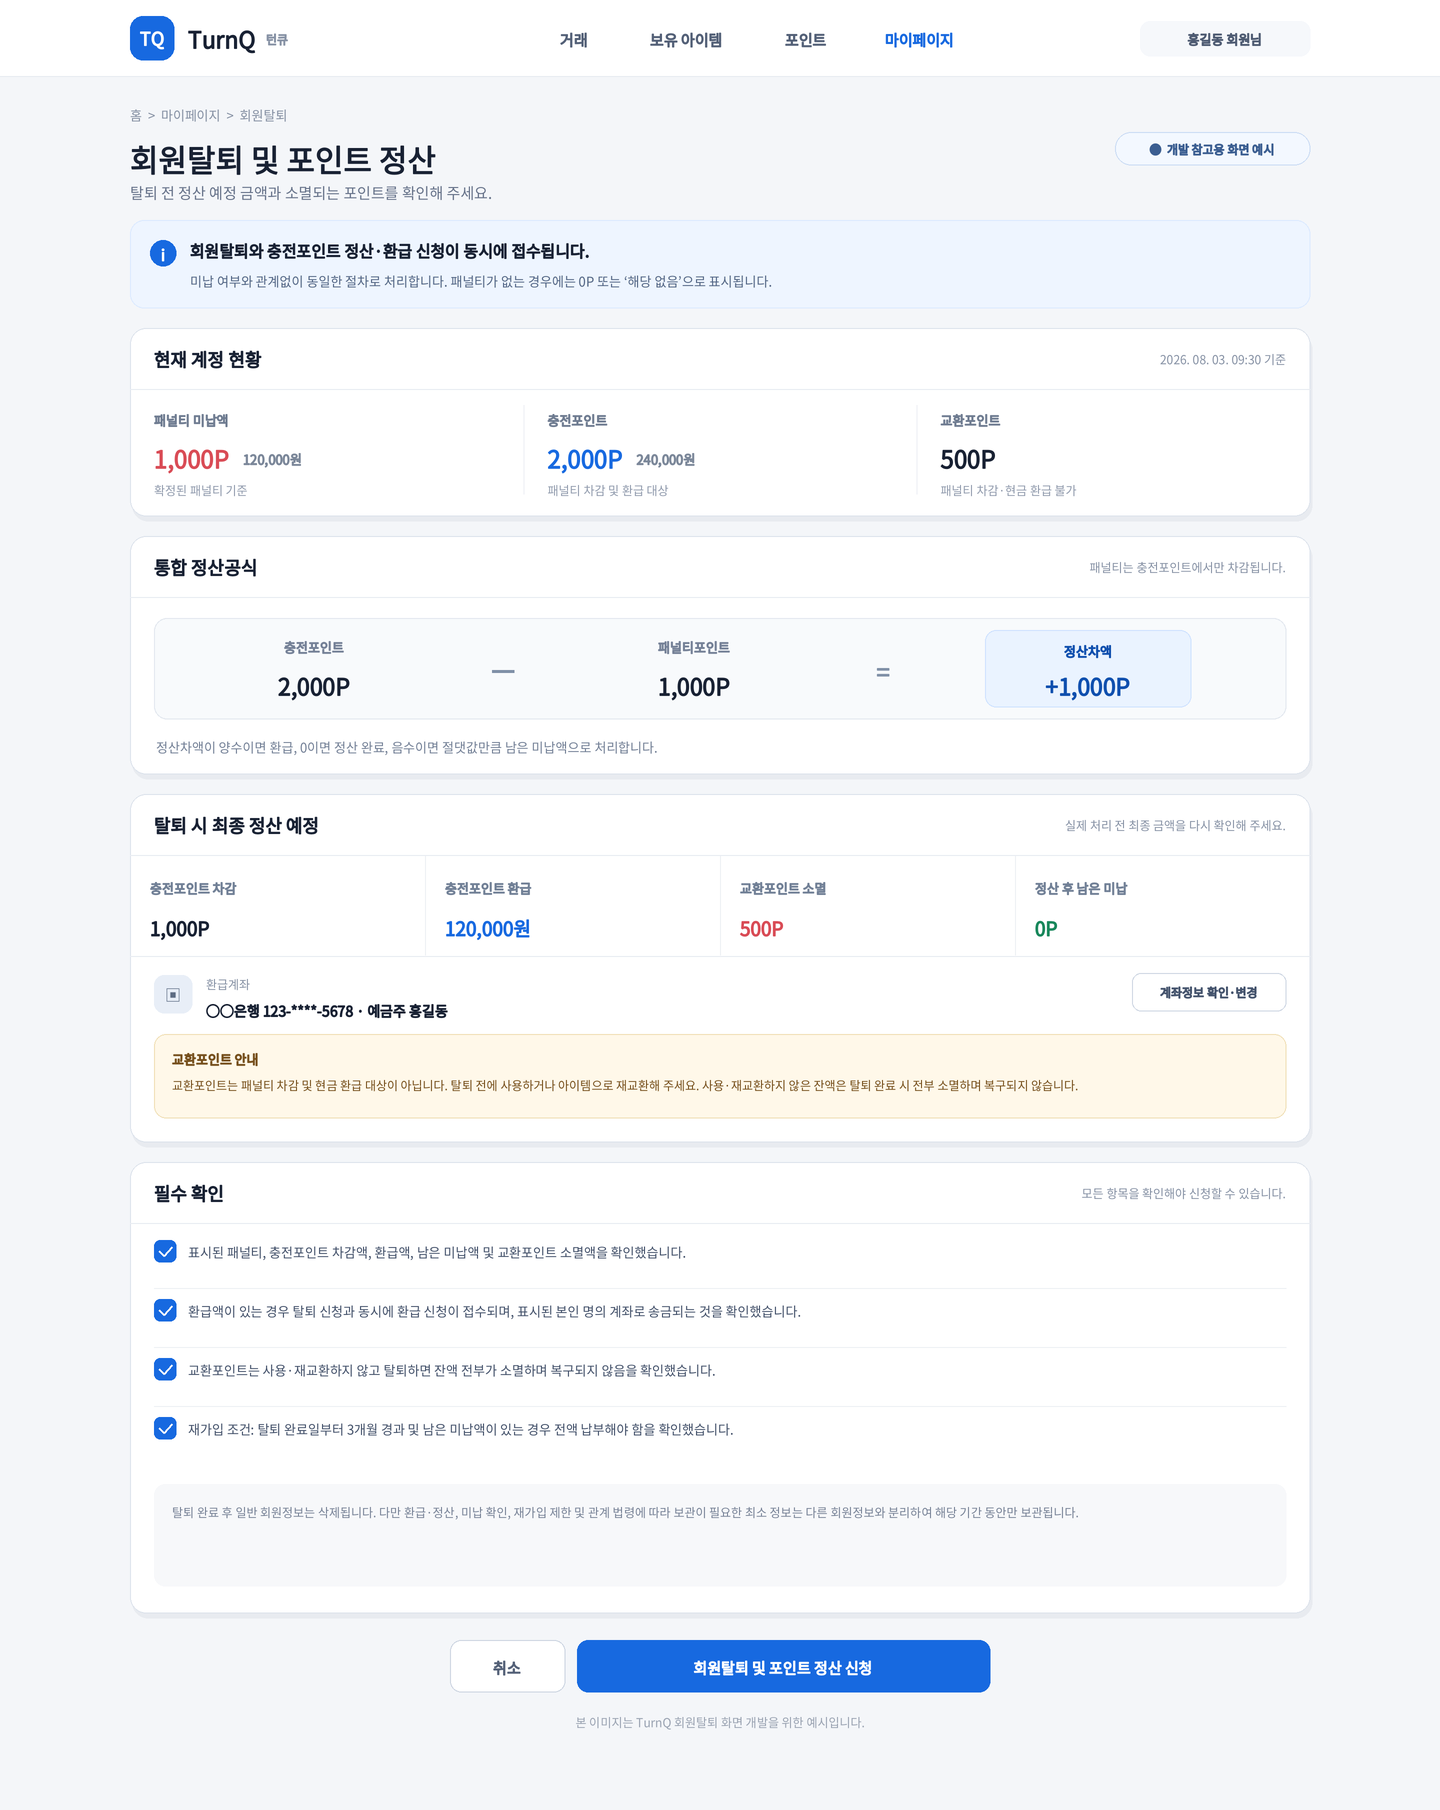 TQ TurnQ 턴큐 거래 보유 아이템 포인트 마이페이지 홍길동 회원님
홈 > 마이페이지 > 회원탈퇴
회원탈퇴 및 포인트 정산
● 개발 참고용 화면 예시
탈퇴 전 정산 예정 금액과 소멸되는 포인트를 확인해 주세요.
i 회원탈퇴와 충전포인트 정산·환급 신청이 동시에 접수됩니다.
미납 여부와 관계없이 동일한 절차로 처리합니다. 패널티가 없는 경우에는 0P 또는 ‘해당 없음’으로 표시됩니다.
현재 계정 현황 2026. 08. 03. 09:30 기준
패널티 미납액 충전포인트 교환포인트
1,000P 120,000원 2,000P 240,000원 500P
확정된 패널티 기준 패널티 차감 및 환급 대상 패널티 차감·현금 환급 불가
통합 정산공식 패널티는 충전포인트에서만 차감됩니다.
충전포인트 패널티포인트 정산차액
2,000P — 1,000P = +1,000P
정산차액이 양수이면 환급, 0이면 정산 완료, 음수이면 절댓값만큼 남은 미납액으로 처리합니다.
탈퇴 시 최종 정산 예정 실제 처리 전 최종 금액을 다시 확인해 주세요.
충전포인트 차감 충전포인트 환급 교환포인트 소멸 정산 후 남은 미납
1,000P 120,000원 500P 0P
환급계좌
○○은행 123-****-5678 · 예금주 홍길동
계좌정보 확인·변경
교환포인트 안내
교환포인트는 패널티 차감 및 현금 환급 대상이 아닙니다. 탈퇴 전에 사용하거나 아이템으로 재교환해 주세요. 사용·재교환하지 않은 잔액은 탈퇴 완료 시 전부 소멸하며 복구되지 않습니다.
필수 확인 모든 항목을 확인해야 신청할 수 있습니다.
표시된 패널티, 충전포인트 차감액, 환급액, 남은 미납액 및 교환포인트 소멸액을 확인했습니다.
환급액이 있는 경우 탈퇴 신청과 동시에 환급 신청이 접수되며, 표시된 본인 명의 계좌로 송금되는 것을 확인했습니다.
교환포인트는 사용·재교환하지 않고 탈퇴하면 잔액 전부가 소멸하며 복구되지 않음을 확인했습니다.
재가입 조건: 탈퇴 완료일부터 3개월 경과 및 남은 미납액이 있는 경우 전액 납부해야 함을 확인했습니다.
탈퇴 완료 후 일반 회원정보는 삭제됩니다. 다만 환급·정산, 미납 확인, 재가입 제한 및 관계 법령에 따라 보관이 필요한 최소 정보는 다른 회원정보와 분리하여 해당 기간 동안만 보관됩니다.
취소 회원탈퇴 및 포인트 정산 신청
본 이미지는 TurnQ 회원탈퇴 화면 개발을 위한 예시입니다.